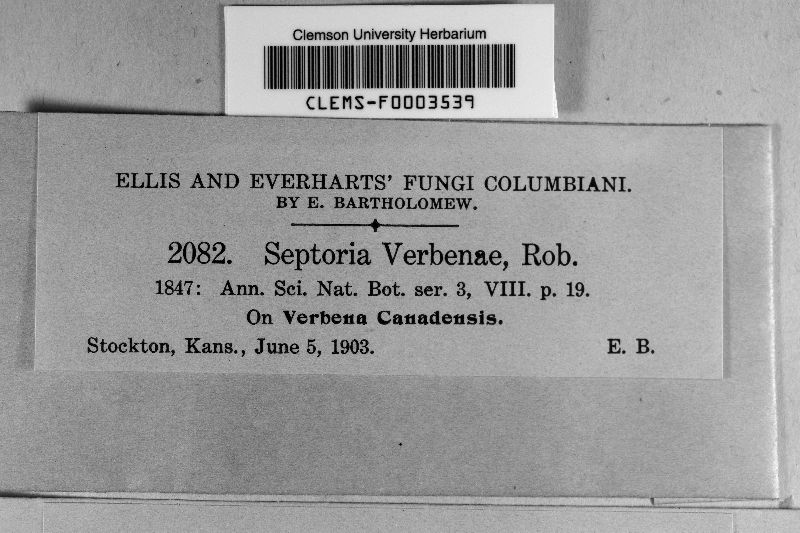 Clemson University Herbarium
CLEMS-F0003539
ELLIS AND EVERHARTS' FUNGI COLUMBIANI.
BY E. BARTHOLOMEW.
2082. Septoria Verbenae, Rob.
1847: Ann. Sci. Nat. Bot. ser. 3, VIII. p. 19.
On Verbena Canadensis.
Stockton, Kans., June 5, 1903. E. B.